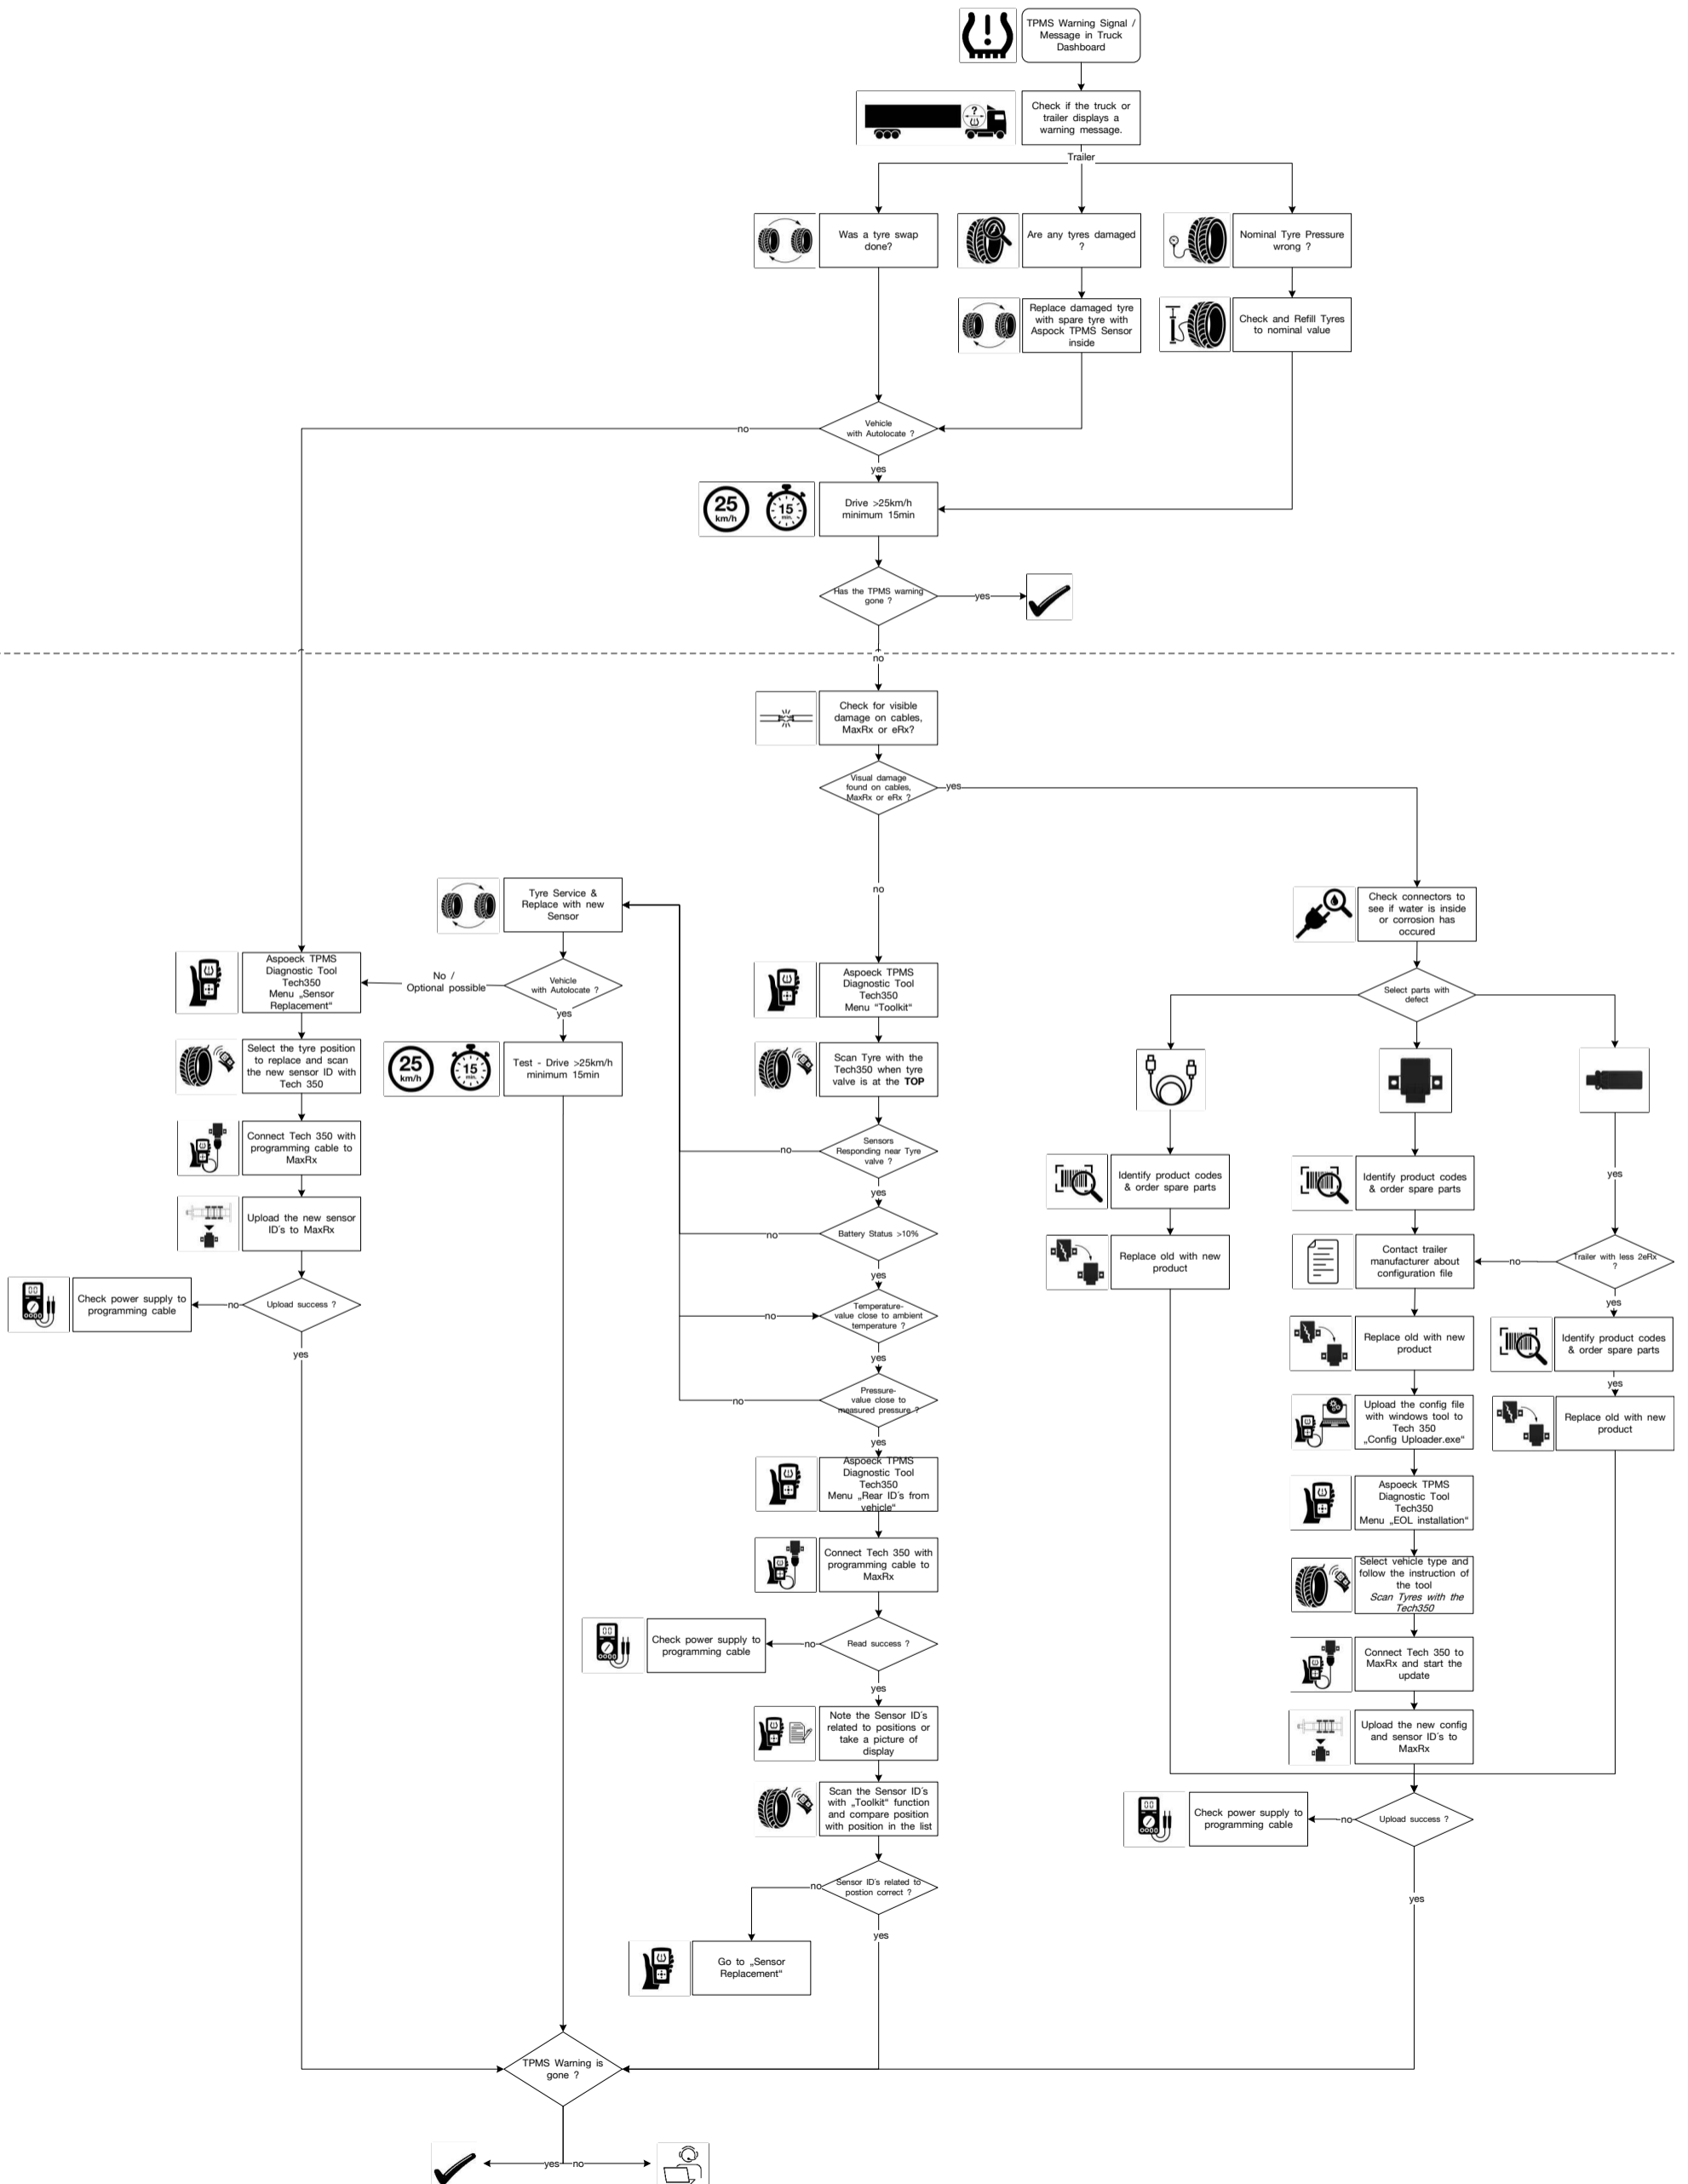 TPMS Warning Signal /
Message in Truck
Dashboard
Check if the truck or
trailer displays a
warning message.
Trailer
Was a tyre swap
done?
Are any tyres damaged
?
Nominal Tyre Pressure
wrong ?
Replace damaged tyre
with spare tyre with
Aspock TPMS Sensor
inside
Check and Refill Tyres
to nominal value
Vehicle
with Autolocate ?
no
yes
25
km/h
15
min.
Drive >25km/h
minimum 15min
Has the TPMS warning
gone ?
yes
no
Check for visible
damage on cables,
MaxRx or eRx?
Visual damage
found on cables,
MaxRx or eRx ?
yes
no
Tyre Service &
Replace with new
Sensor
Vehicle
with Autolocate ?
No /
Optional possible
yes
25
km/h
15
min.
Test - Drive >25km/h
minimum 15min
Aspoeck TPMS
Diagnostic Tool
Tech350
Menu „Sensor
Replacement“
Select the tyre position
to replace and scan
the new sensor ID with
Tech 350
Connect Tech 350 with
programming cable to
MaxRx
Upload the new sensor
ID´s to MaxRx
Upload success ?
no
Check power supply to
programming cable
yes
Aspoeck TPMS
Diagnostic Tool
Tech350
Menu “Toolkit“
Scan Tyre with the
Tech350 when tyre
valve is at the TOP
Sensors
Responding near Tyre
valve ?
no
yes
Battery Status >10%
no
yes
Temperature-
value close to ambient
temperature ?
no
yes
Pressure-
value close to
measured pressure ?
no
yes
Aspoeck TPMS
Diagnostic Tool
Tech350
Menu „Rear ID´s from
vehicle“
Connect Tech 350 with
programming cable to
MaxRx
Read success ?
no
Check power supply to
programming cable
yes
Note the Sensor ID´s
related to positions or
take a picture of
display
Scan the Sensor ID´s
with „Toolkit“ function
and compare position
with position in the list
Sensor ID´s related to
postion correct ?
no
yes
Go to „Sensor
Replacement“
Check connectors to
see if water is inside
or corrosion has
occured
Select parts with
defect
Identify product codes
& order spare parts
Replace old with new
product
Identify product codes
& order spare parts
Contact trailer
manufacturer about
configuration file
Replace old with new
product
Upload the config file
with windows tool to
Tech 350
„Config Uploader.exe“
Aspoeck TPMS
Diagnostic Tool
Tech350
Menu „EOL installation“
Select vehicle type and
follow the instruction of
the tool
Scan Tyres with the
Tech350
Connect Tech 350 to
MaxRx and start the
update
Upload the new config
and sensor ID´s to
MaxRx
yes
Trailer with less 2eRx
?
no
yes
Identify product codes
& order spare parts
yes
Replace old with new
product
Upload success ?
no
Check power supply to
programming cable
yes
TPMS Warning is
gone ?
yes
no